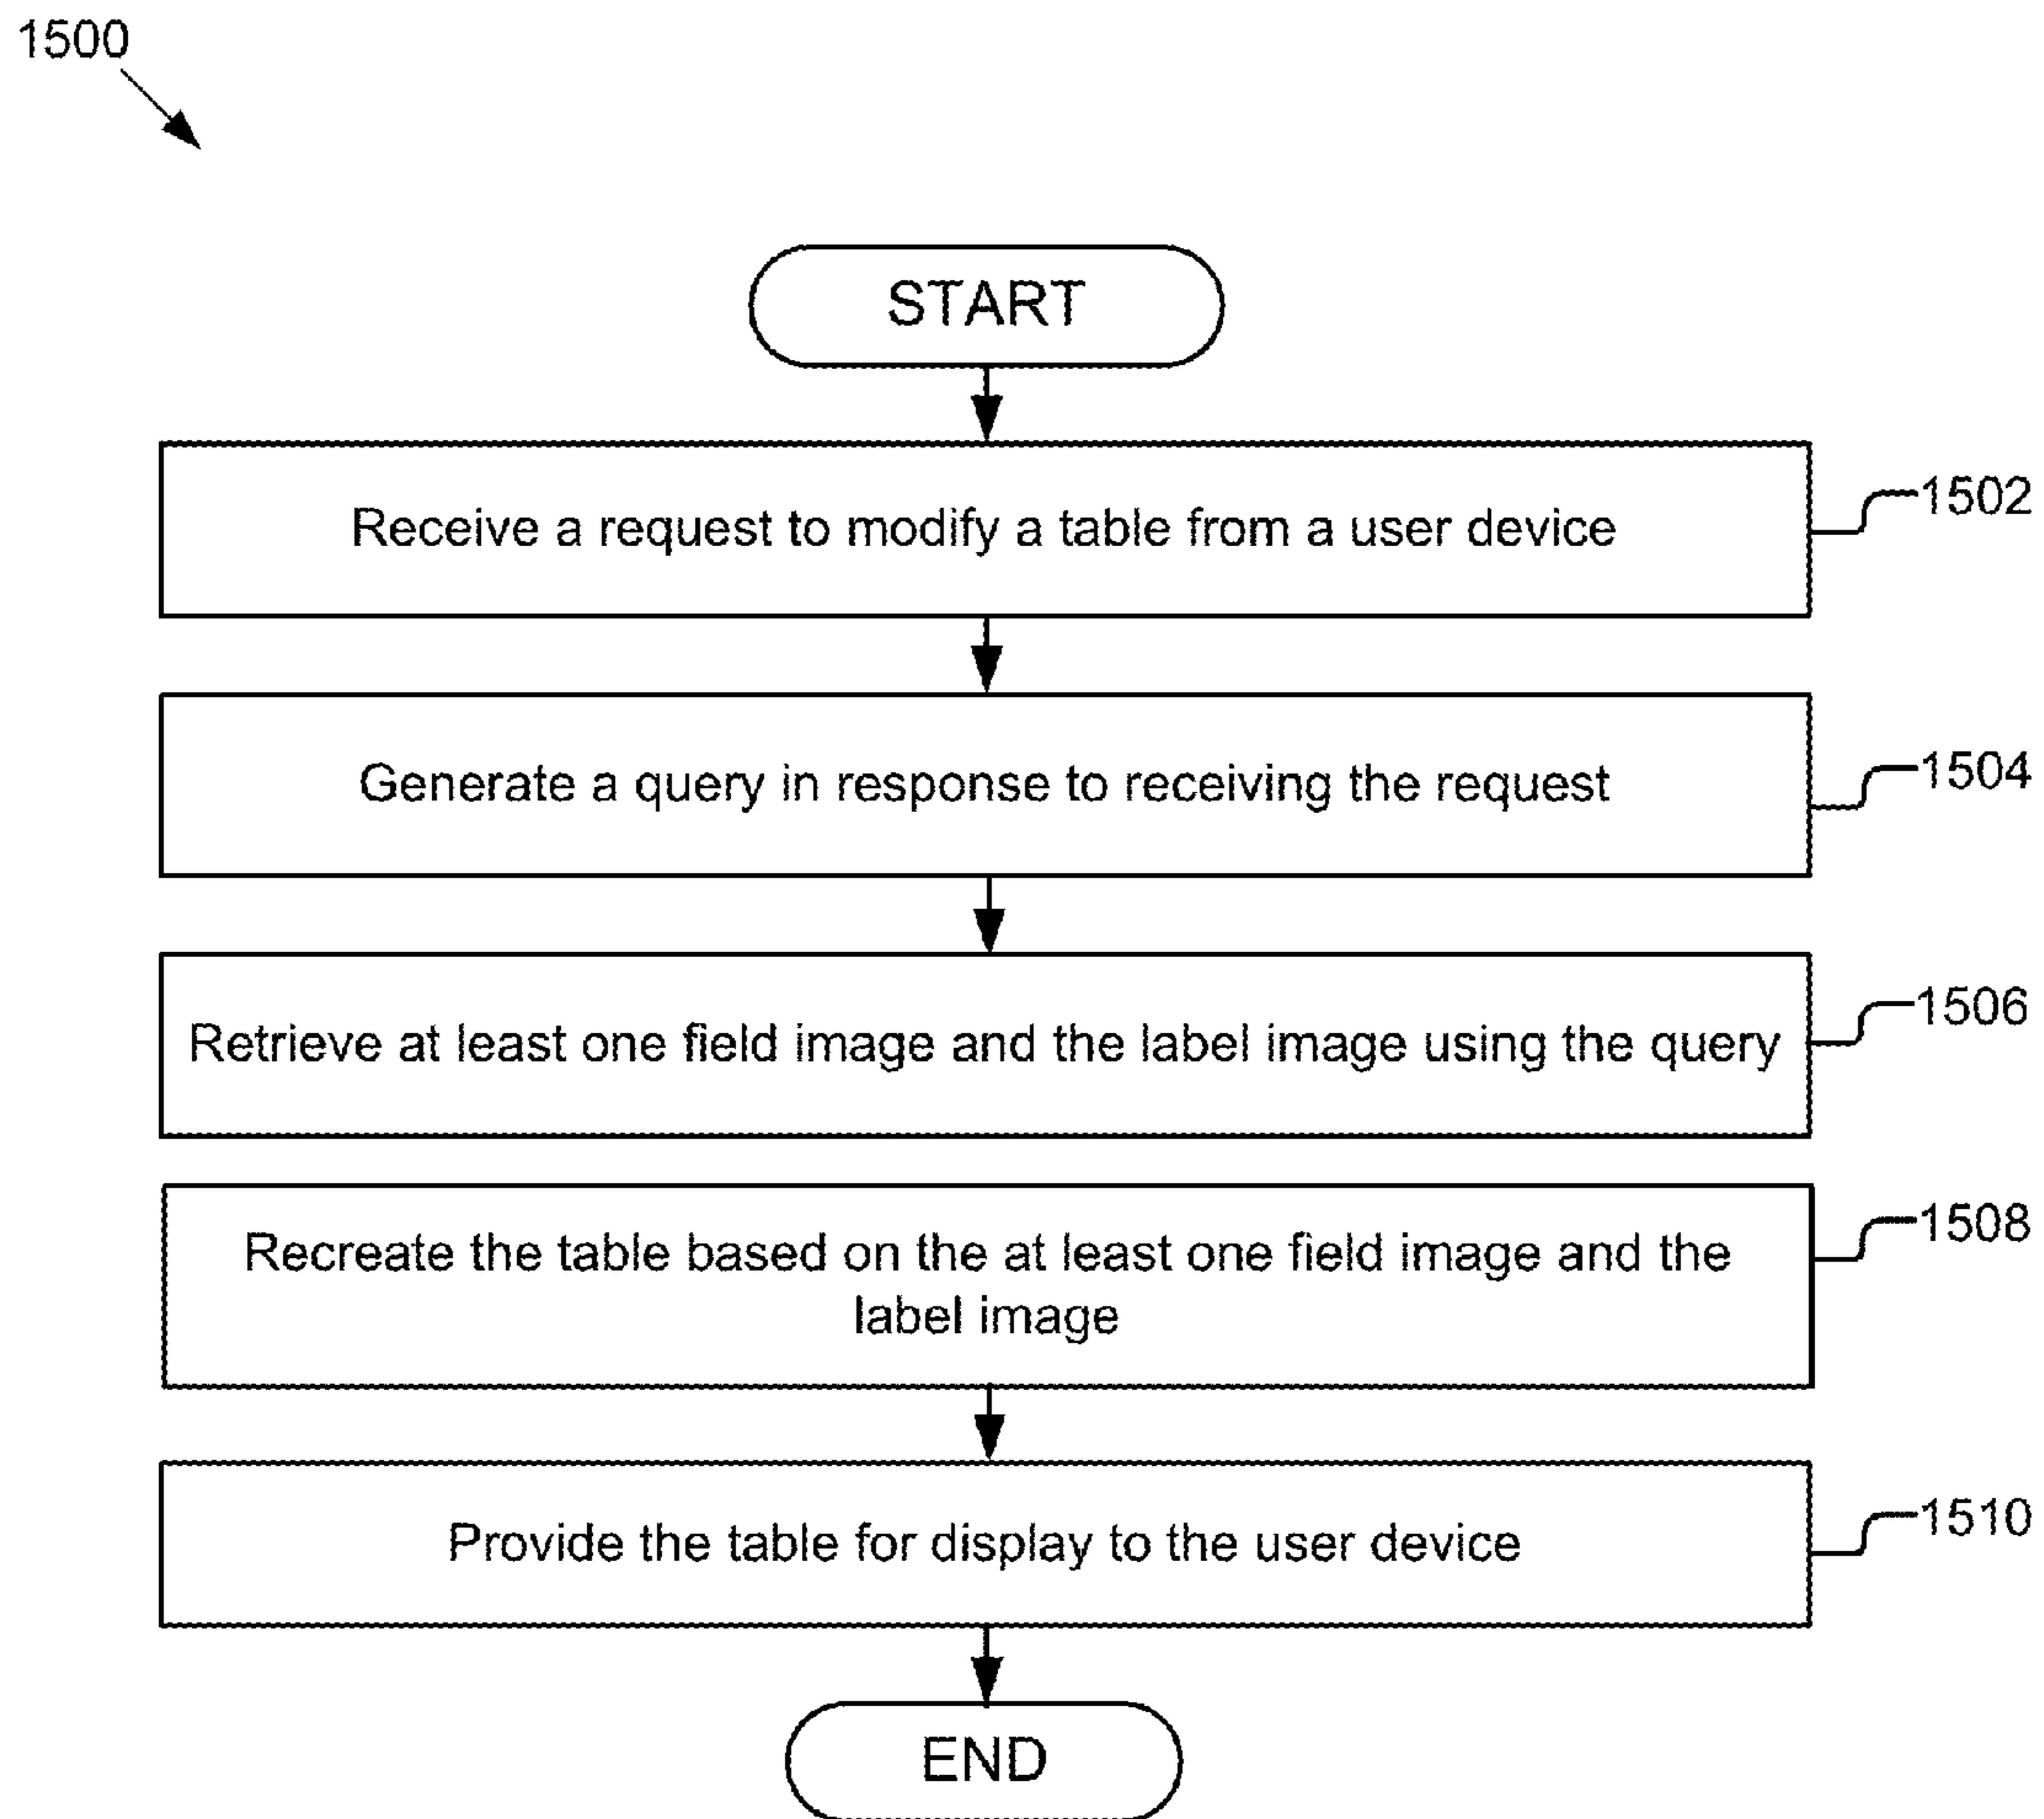 1500
START
Receive a request to modify a table from a user device
1502
Generate a query in response to receiving the request
1504
Retrieve at least one field image and the label image using the query
1506
Recreate the table based on the at least one field image and the
label image
1508
Provide the table for display to the user device
1510
END